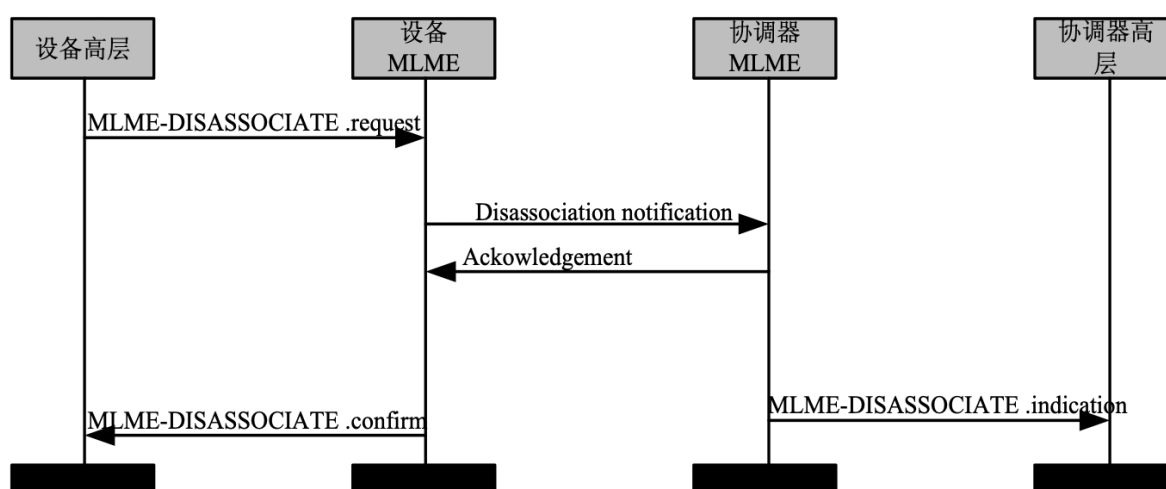 设备高层
设备
MLME
协调器
MLME
协调器高
层
MLME-DISASSOCIATE .request
Disassociation notification
Ackowledgement
MLME-DISASSOCIATE .indication
MLME-DISASSOCIATE .confirm